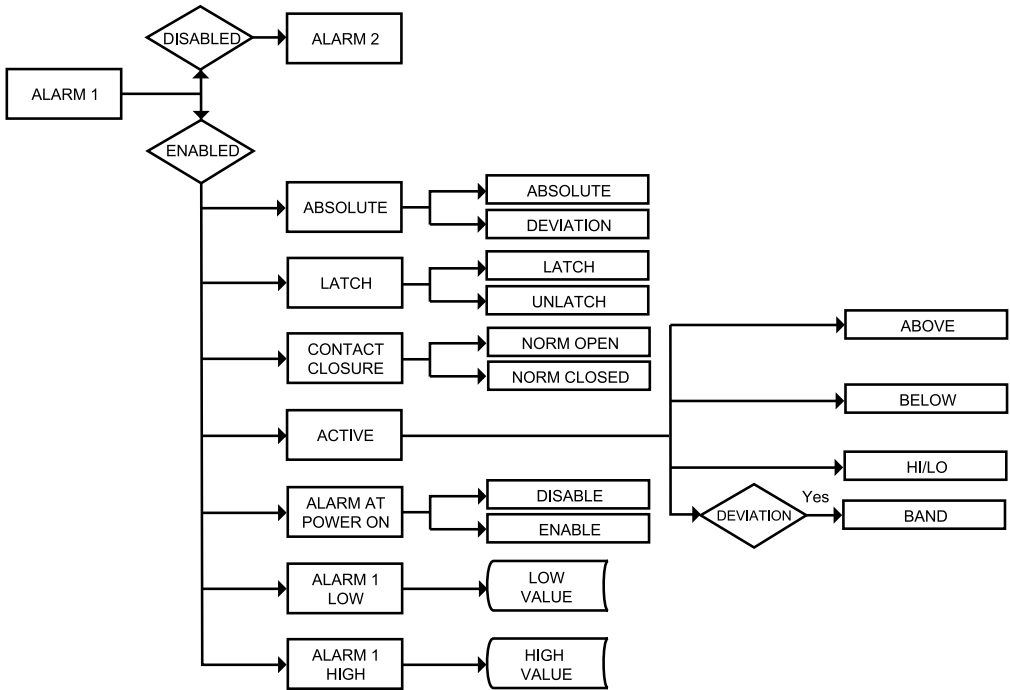 DISABLED
ALARM 2
ALARM 1
ENABLED
ABSOLUTE
ABSOLUTE
DEVIATION
LATCH
LATCH
UNLATCH
CONTACT
CLOSURE
NORM OPEN
NORM CLOSED
ACTIVE
ABOVE
BELOW
HI/LO
DEVIATION
Yes
BAND
ALARM AT
POWER ON
DISABLE
ENABLE
ALARM 1
LOW
LOW
VALUE
ALARM 1
HIGH
HIGH
VALUE